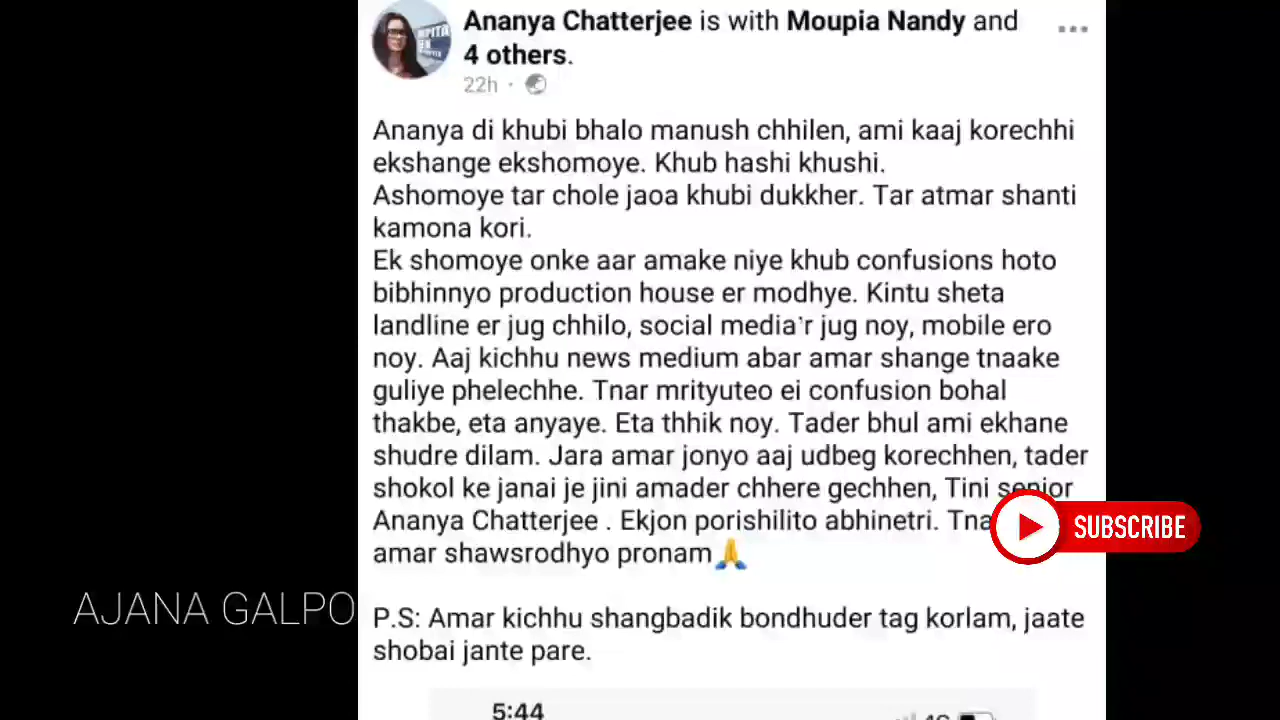 Ananya Chatterjee is with Moupia Nandy and
4 others.
22h ·
Ananya di khubi bhalo manush chhilen, ami kaaj korechhi
ekshange ekshomoye. Khub hashi khushi.
Ashomoye tar chole jaoa khubi dukkher. Tar atmar shanti
kamona kori.
Ek shomoye onke aar amake niye khub confusions hoto
bibhinnyo production house er modhye. Kintu sheta
landline er jug chhilo, social media'r jug noy, mobile ero
noy. Aaj kichhu news medium abar amar shange tnaake
guliye phelechhe. Tnar mrityuteo ei confusion bohal
thakbe, eta anyaye. Eta thhik noy. Tader bhul ami ekhane
shudre dilam. Jara amar jonyo aaj udbeg korechhen, tader
shokol ke janai je jini amader chhere gechhen, Tini senior
Ananya Chatterjee . Ekjon porishilito abhinetri.
amar shawsrodhyo pronam🙏
SUBSCRIBE
AJANA GALPO
P.S: Amar kichhu shangbadik bondhuder tag korlam, jaate
shobai jante pare.
5:44
4G